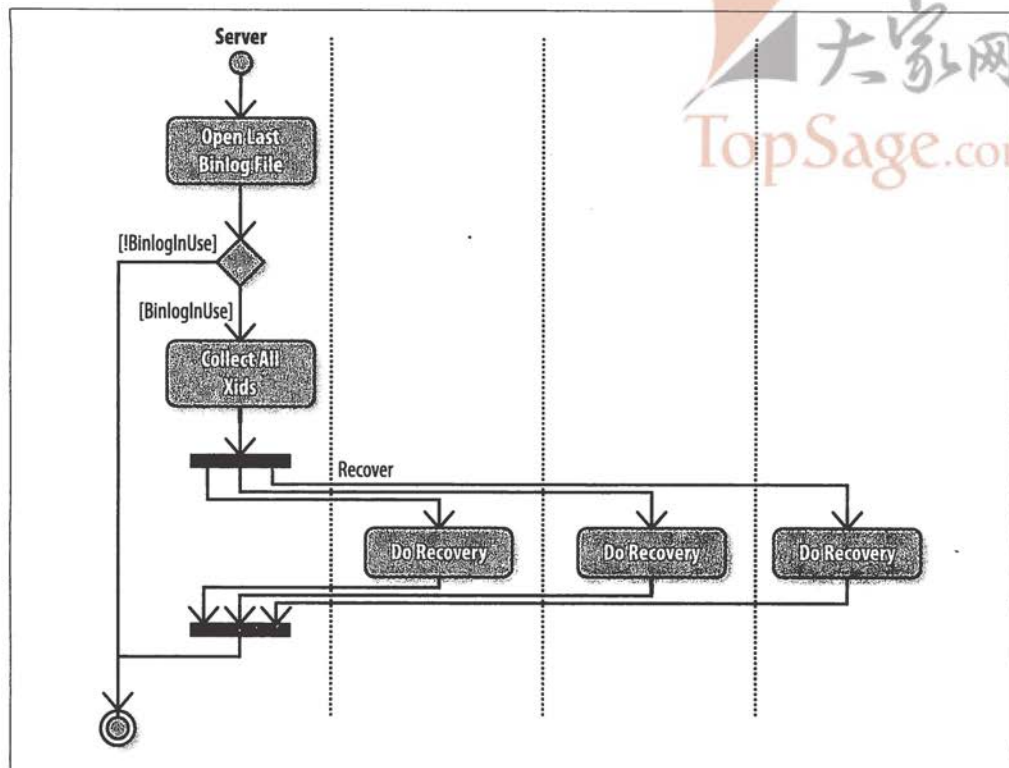 Server
大家网
TopSage.com
Open Last
Binlog File
[!BinlogInUse]
[BinlogInUse]
Collect All
Xids
Recover
Do Recovery
Do Recovery
Do Recovery